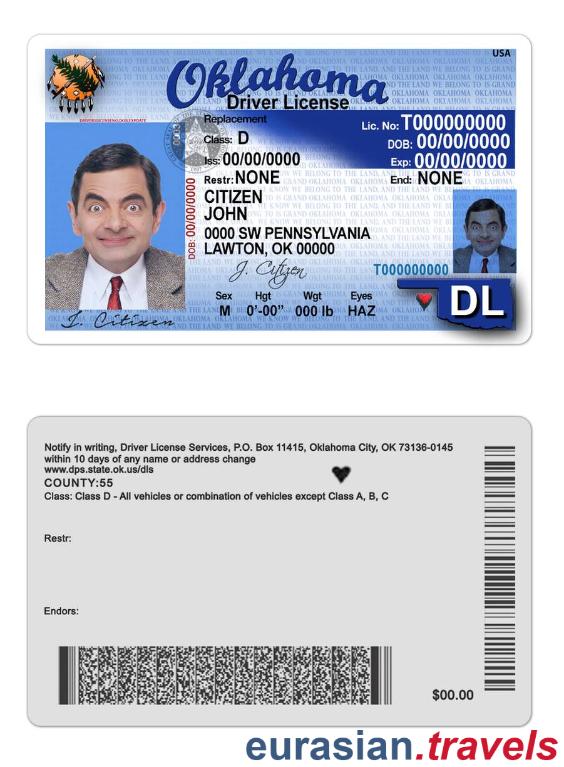 USA
Oklahoma
Driver License
Replacement
Lic. No: T000000000
Class: D
DOB: 00/00/0000
Iss: 00/00/0000
Exp: 00/00/0000
Restr: NONE
End: NONE
CITIZEN
JOHN
0000 SW PENNSYLVANIA
LAWTON, OK 00000
J. Citizen
T000000000
DOB: 00/00/0000
Sex Hgt Wgt Eyes
M 0'-00" 000 lb HAZ
DL
J. Citizen
Notify in writing, Driver License Services, P.O. Box 11415, Oklahoma City, OK 73136-0145
within 10 days of any name or address change
www.dps.state.ok.us/dls
COUNTY:55
Class: Class D - All vehicles or combination of vehicles except Class A, B, C
Restr:
Endors:
$00.00
eurasian.travels